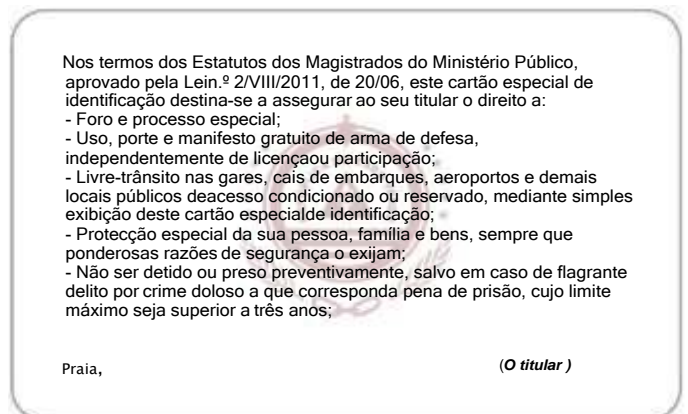 Nos termos dos Estatutos dos Magistrados do Ministério Público,
aprovado pela Lein.º 2/VIII/2011, de 20/06, este cartão especial de
identificação destina-se a assegurar ao seu titular o direito a:
- Foro e processo especial;
- Uso, porte e manifesto gratuito de arma de defesa,
independentemente de licençaou participação;
- Livre-trânsito nas gares, cais de embarques, aeroportos e demais
locais públicos deacesso condicionado ou reservado, mediante simples
exibição deste cartão especialde identificação;
- Protecção especial da sua pessoa, família e bens, sempre que
ponderosas razões de segurança o exijam;
- Não ser detido ou preso preventivamente, salvo em caso de flagrante
delito por crime doloso a que corresponda pena de prisão, cujo limite
máximo seja superior a três anos;
Praia,
(O titular )